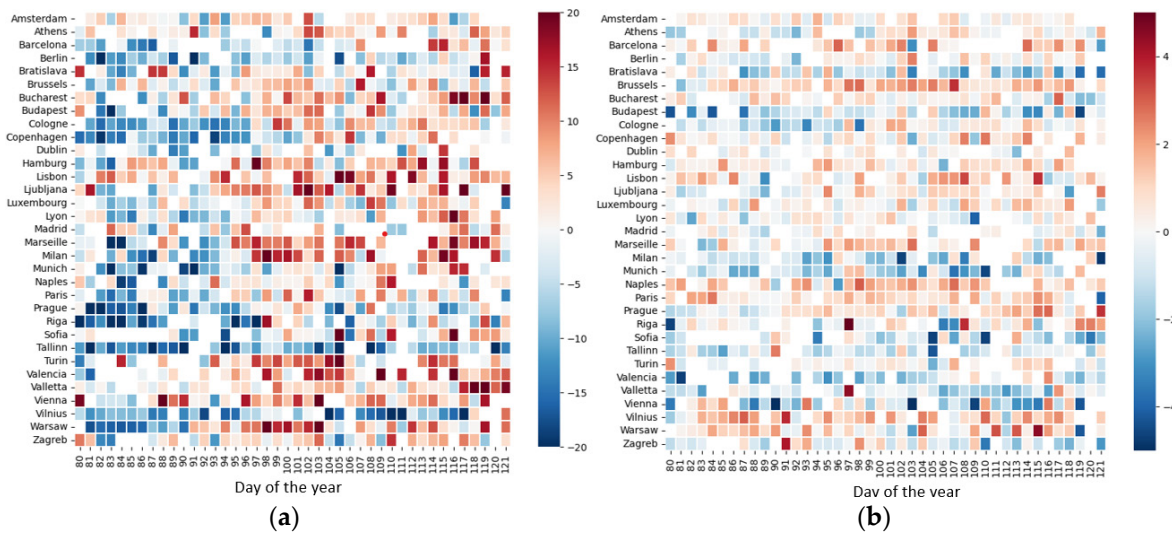 Amsterdam
Athens
Barcelona
Berlin
Bratislava
Brussels
Bucharest
Budapest
Cologne
Copenhagen
Dublin
Hamburg
Lisbon
Ljubljana
Luxembourg
Lyon
Madrid
Marseille
Milan
Munich
Naples
Paris
Prague
Riga
Sofia
Tallinn
Turin
Valencia
Valletta
Vienna
Vilnius
Warsaw
Zagreb
80 81 82 83 84 85 86 87 88 89 90 91 92 93 94 95 96 97 98 99 100 101 102 103 104 105 106 107 108 109 110 111 112 113 114 115 116 117 118 119 120 121
Day of the year
(a)
20
15
10
5
0
−5
−10
−15
−20
Amsterdam
Athens
Barcelona
Berlin
Bratislava
Brussels
Bucharest
Budapest
Cologne
Copenhagen
Dublin
Hamburg
Lisbon
Ljubljana
Luxembourg
Lyon
Madrid
Marseille
Milan
Munich
Naples
Paris
Prague
Riga
Sofia
Tallinn
Turin
Valencia
Valletta
Vienna
Vilnius
Warsaw
Zagreb
80 81 82 83 84 85 86 87 88 89 90 91 92 93 94 95 96 97 98 99 100 101 102 103 104 105 106 107 108 109 110 111 112 113 114 115 116 117 118 119 120 121
Day of the year
(b)
4
2
0